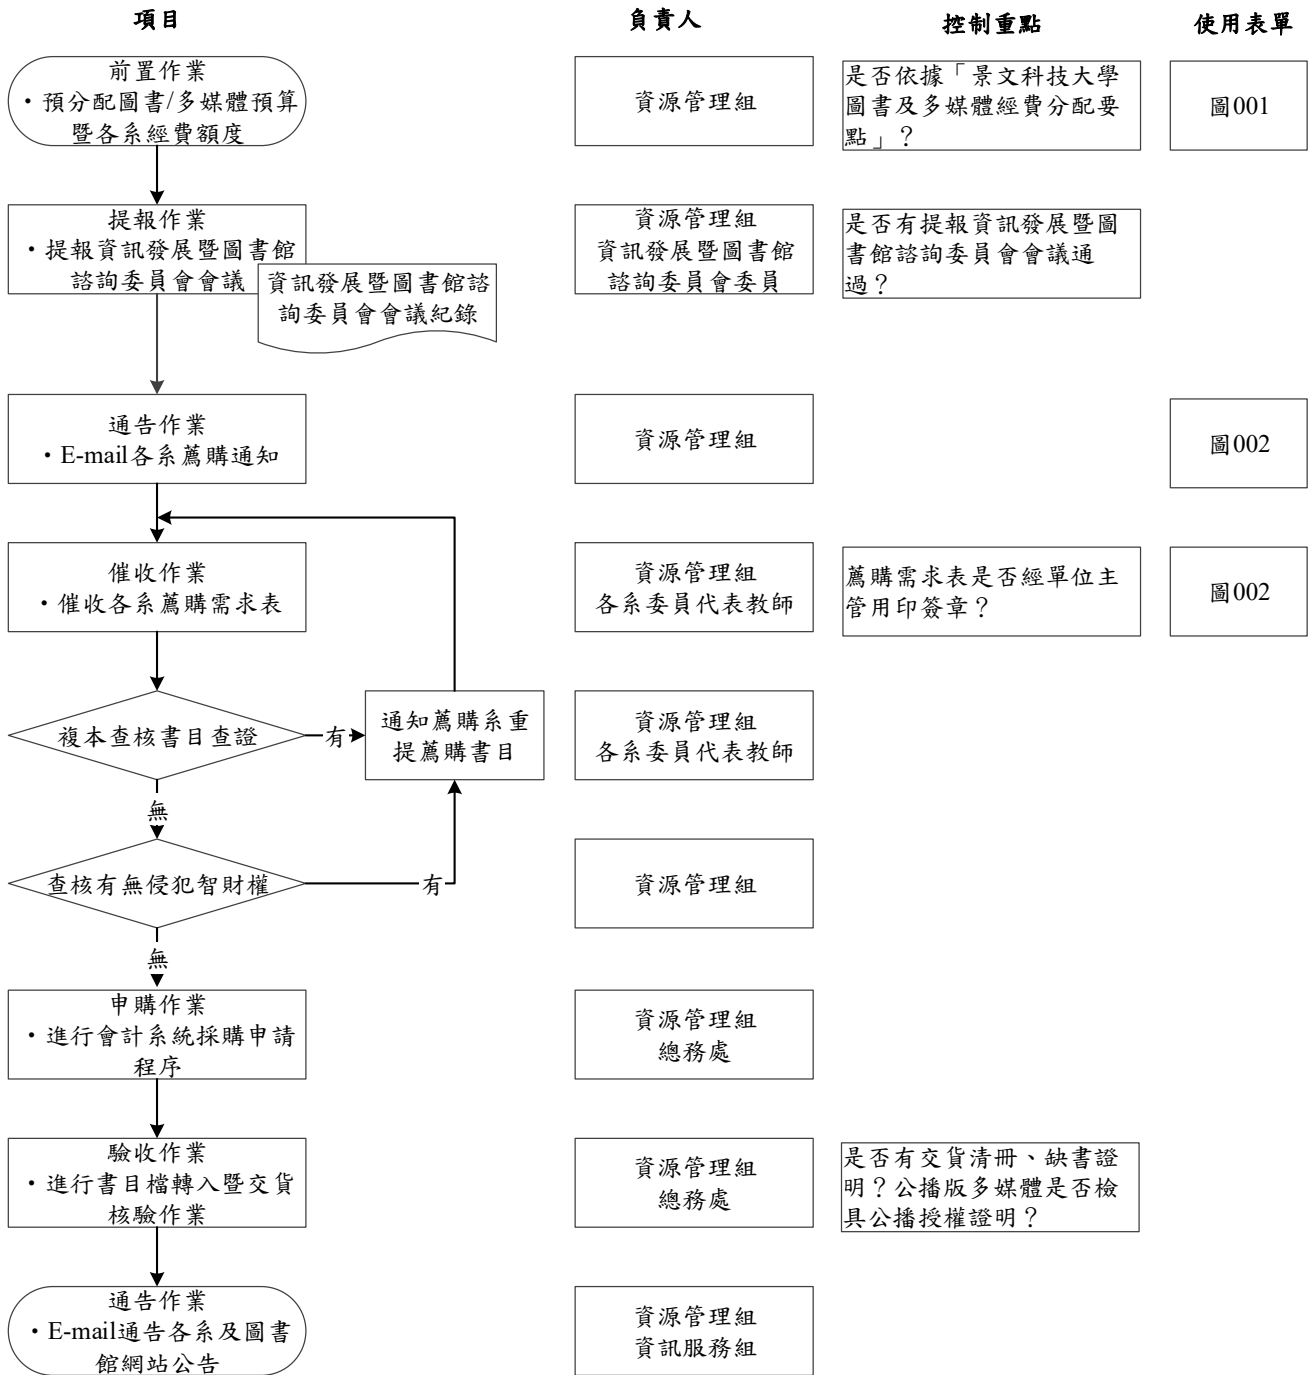 項目
負責人
控制重點
使用表單
前置作業
・預分配圖書/多媒體預算
暨各系經費額度
資源管理組
是否依據「景文科技大學
圖書及多媒體經費分配要
點」？
圖001
提報作業
・提報資訊發展暨圖書館
諮詢委員會會議
資訊發展暨圖書館諮
詢委員會會議紀錄
資源管理組
資訊發展暨圖書館
諮詢委員會委員
是否有提報資訊發展暨圖
書館諮詢委員會會議通
過？
通告作業
・E-mail各系薦購通知
資源管理組
圖002
催收作業
・催收各系薦購需求表
資源管理組
各系委員代表教師
薦購需求表是否經單位主
管用印簽章？
圖002
複本查核書目查證
有
通知薦購系重
提薦購書目
資源管理組
各系委員代表教師
無
查核有無侵犯智財權
有
資源管理組
無
申購作業
・進行會計系統採購申請
程序
資源管理組
總務處
驗收作業
・進行書目檔轉入暨交貨
核驗作業
資源管理組
總務處
是否有交貨清冊、缺書證
明？公播版多媒體是否檢
具公播授權證明？
通告作業
・E-mail通告各系及圖書
館網站公告
資源管理組
資訊服務組